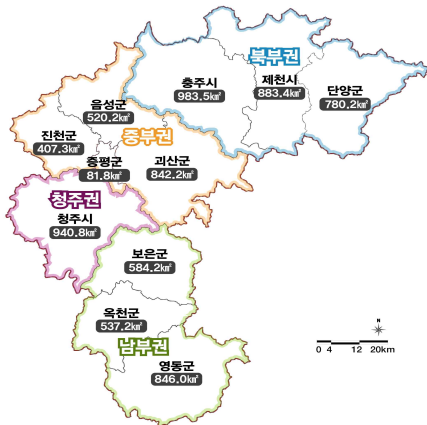 북부권
충주시
983.5㎢
제천시
883.4㎢
단양군
780.2㎢
음성군
520.2㎢
중부권
진천군
407.3㎢
증평군
81.8㎢
괴산군
842.2㎢
청주권
청주시
940.8㎢
보은군
584.2㎢
옥천군
537.2㎢
남부권
영동군
846.0㎢
N
0 4 12 20km